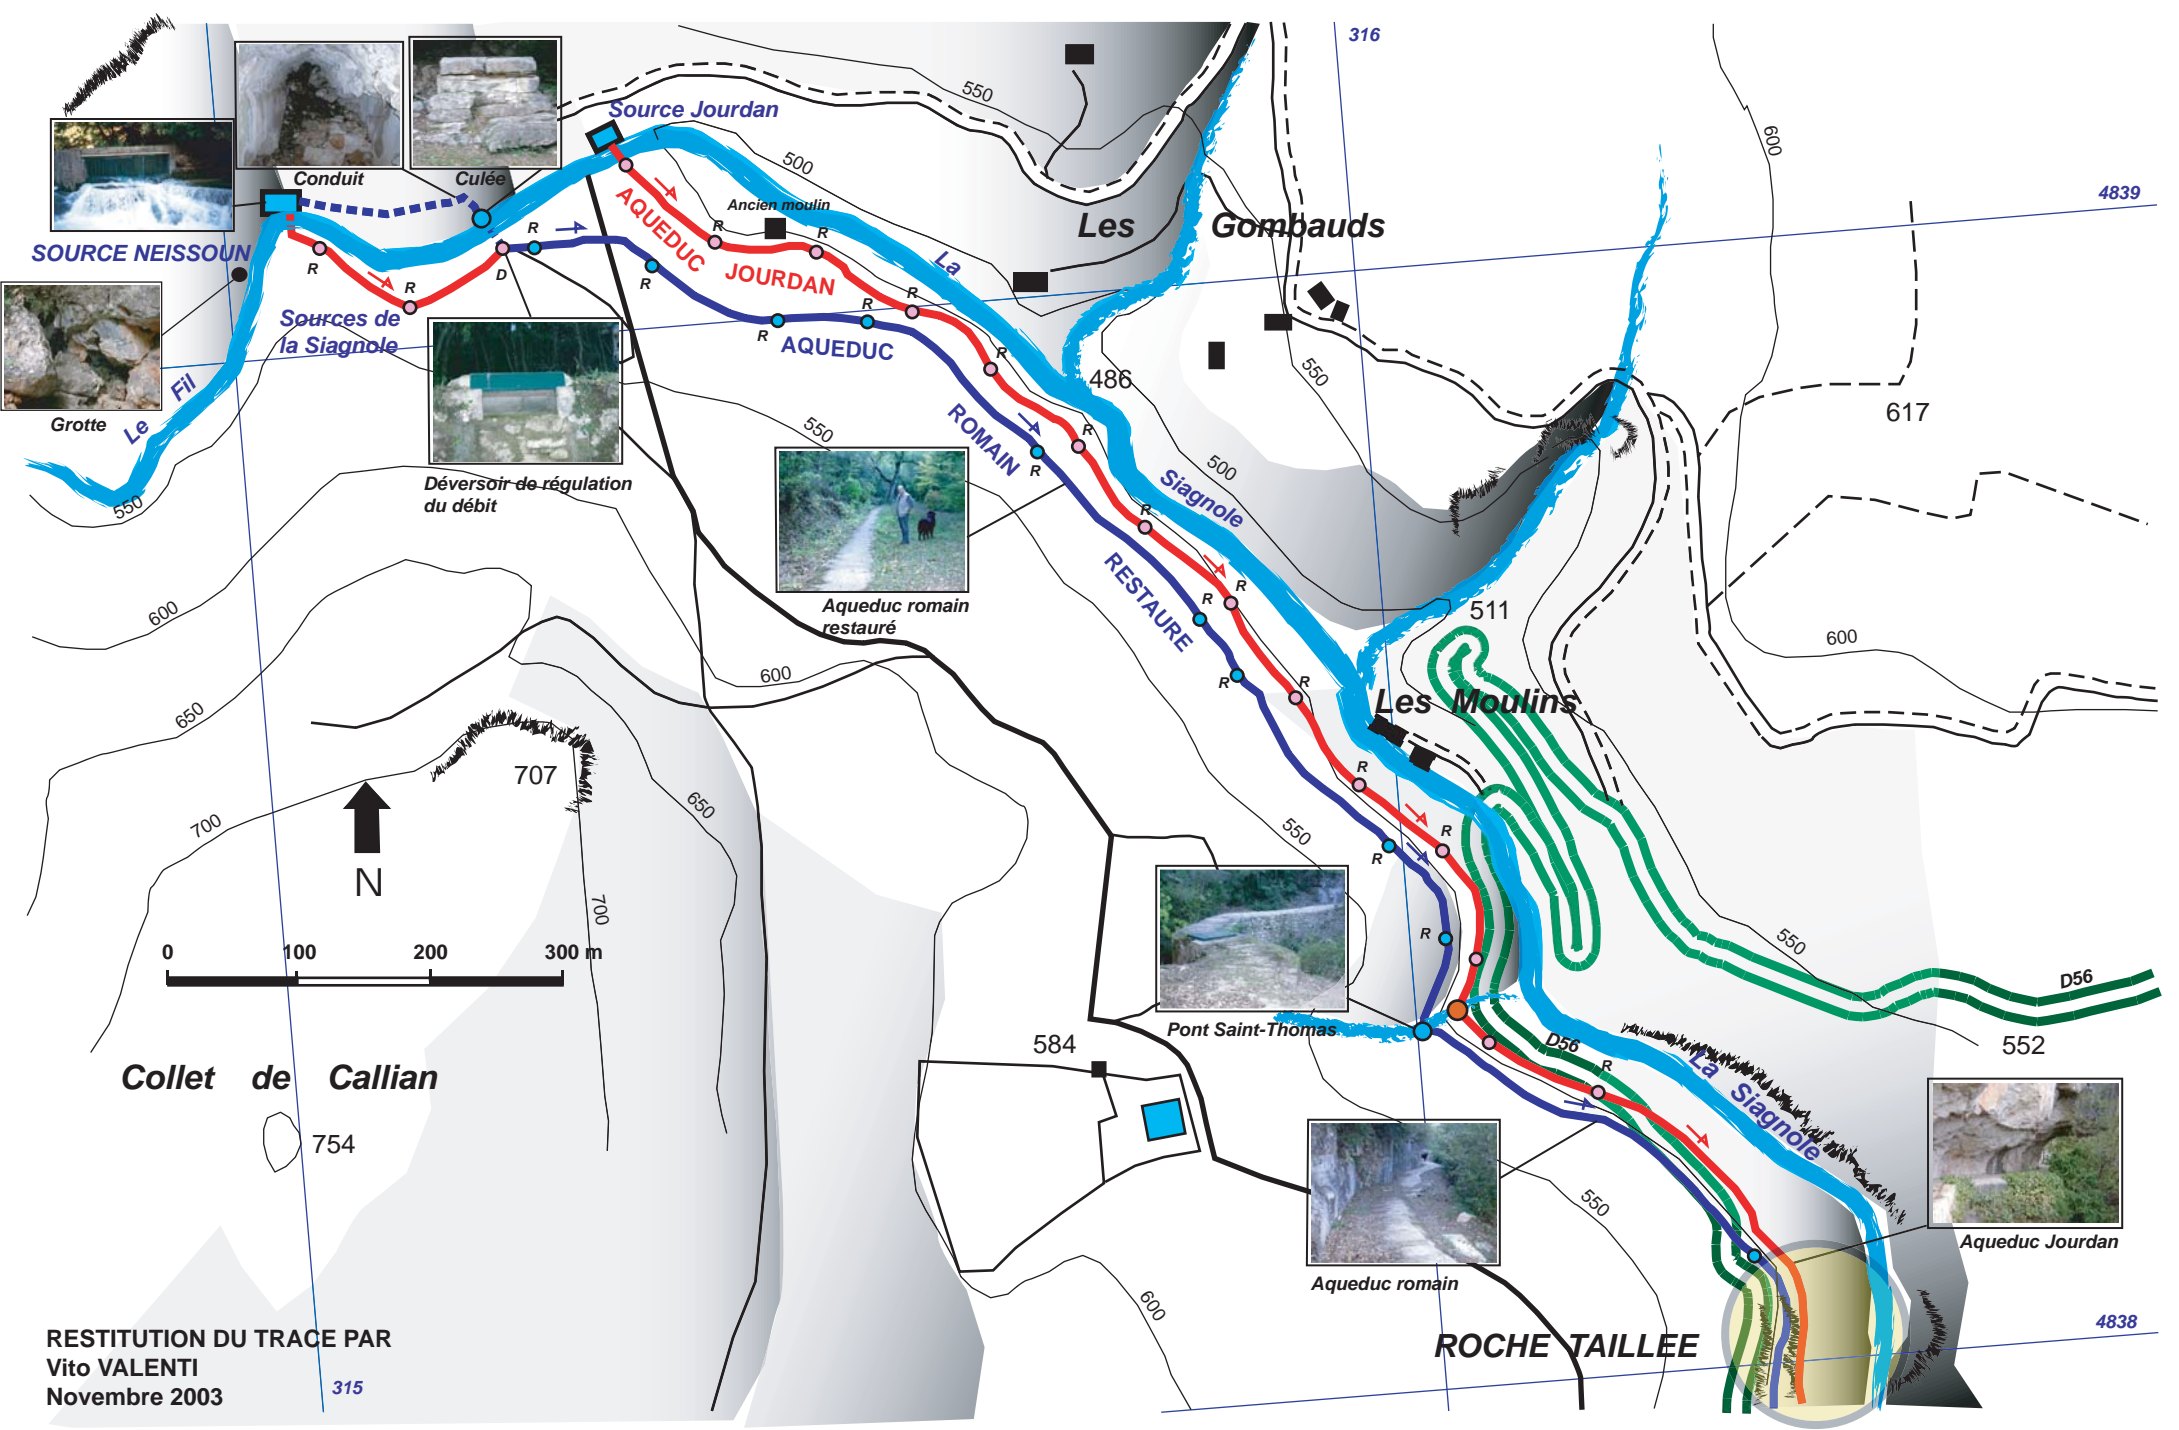 316
550
600
Source Jourdan
4839
Conduit
Culée
500
Ancien moulin
R
R
R
Les Gombauds
SOURCE NEISSOUN
R
R
D
R
AQUEDUC
JOURDAN
La
R
R
R
R
Sources de
la Siagnole
AQUEDUC
R
486
550
617
Le Fil
Grotte
550
ROMAIN
R
R
500
Siagnole
Déversoir de régulation
du débit
550
R
RESTAURE
R
R
511
Aqueduc romain
restauré
600
600
600
650
R
R
Les Moulins
707
R
650
700
550
R
R
N
700
R
550
0
100
200
300 m
D56
Pont Saint-Thomas
584
D56
552
R
La Siagnole
Collet de Callian
754
550
Aqueduc Jourdan
Aqueduc romain
600
4838
ROCHE TAILLEE
RESTITUTION DU TRACE PAR
Vito VALENTI
Novembre 2003
315